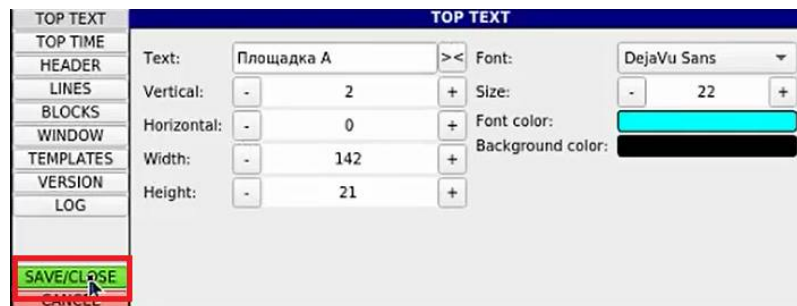 TOP TEXT
TOP TIME
HEADER
LINES
BLOCKS
WINDOW
TEMPLATES
VERSION
LOG
SAVE/CLOSE
CANCEL
TOP TEXT
Text: Площадка А >< Font: DejaVu Sans
Vertical: - 2 + Size: - 22 +
Horizontal: - 0 + Font color:
Background color:
Width: - 142 +
Height: - 21 +